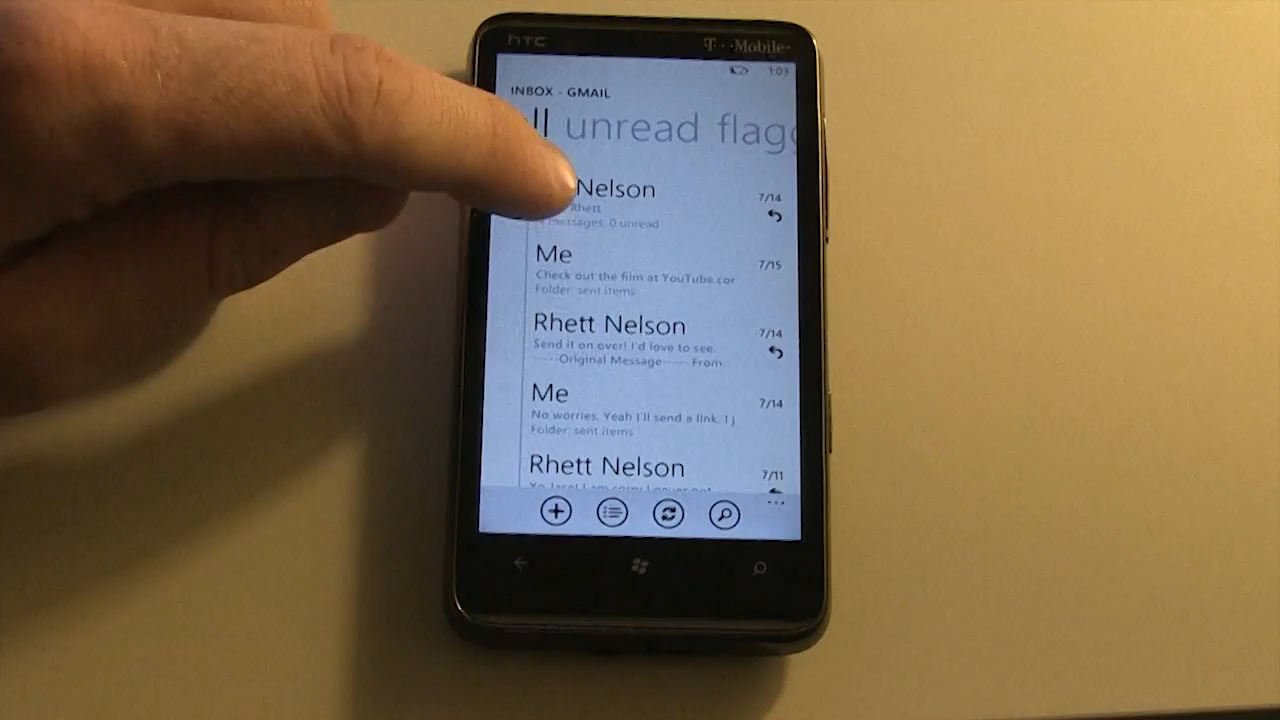 hTC
T··Mobile·
1:03
INBOX - GMAIL
unread flag
Nelson
7/14
Rhett
messages, 0 unread
Me
7/15
Check out the film at YouTube.cor
Folder: sent items
Rhett Nelson
7/14
Send it on over! I'd love to see.
-----Original Message----- From
Me
7/14
No worries. Yeah I'll send a link. I j
Folder: sent items
Rhett Nelson
7/11
...